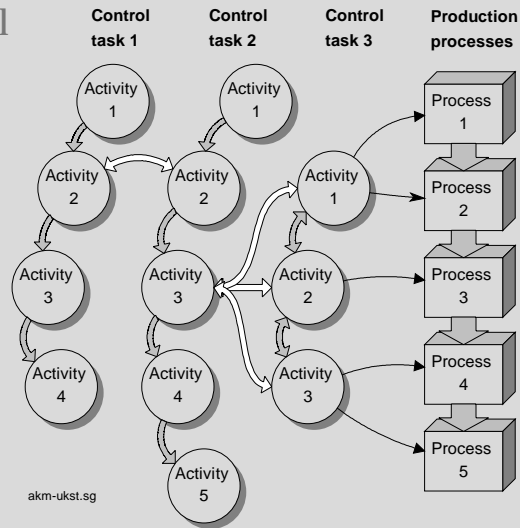 l
Control
task 1
Control
task 2
Control
task 3
Production
processes
Activity
1
Activity
2
Activity
3
Activity
4
Activity
1
Activity
2
Activity
3
Activity
4
Activity
5
Activity
1
Activity
2
Activity
3
Process
1
Process
2
Process
3
Process
4
Process
5
akm-ukst.sg